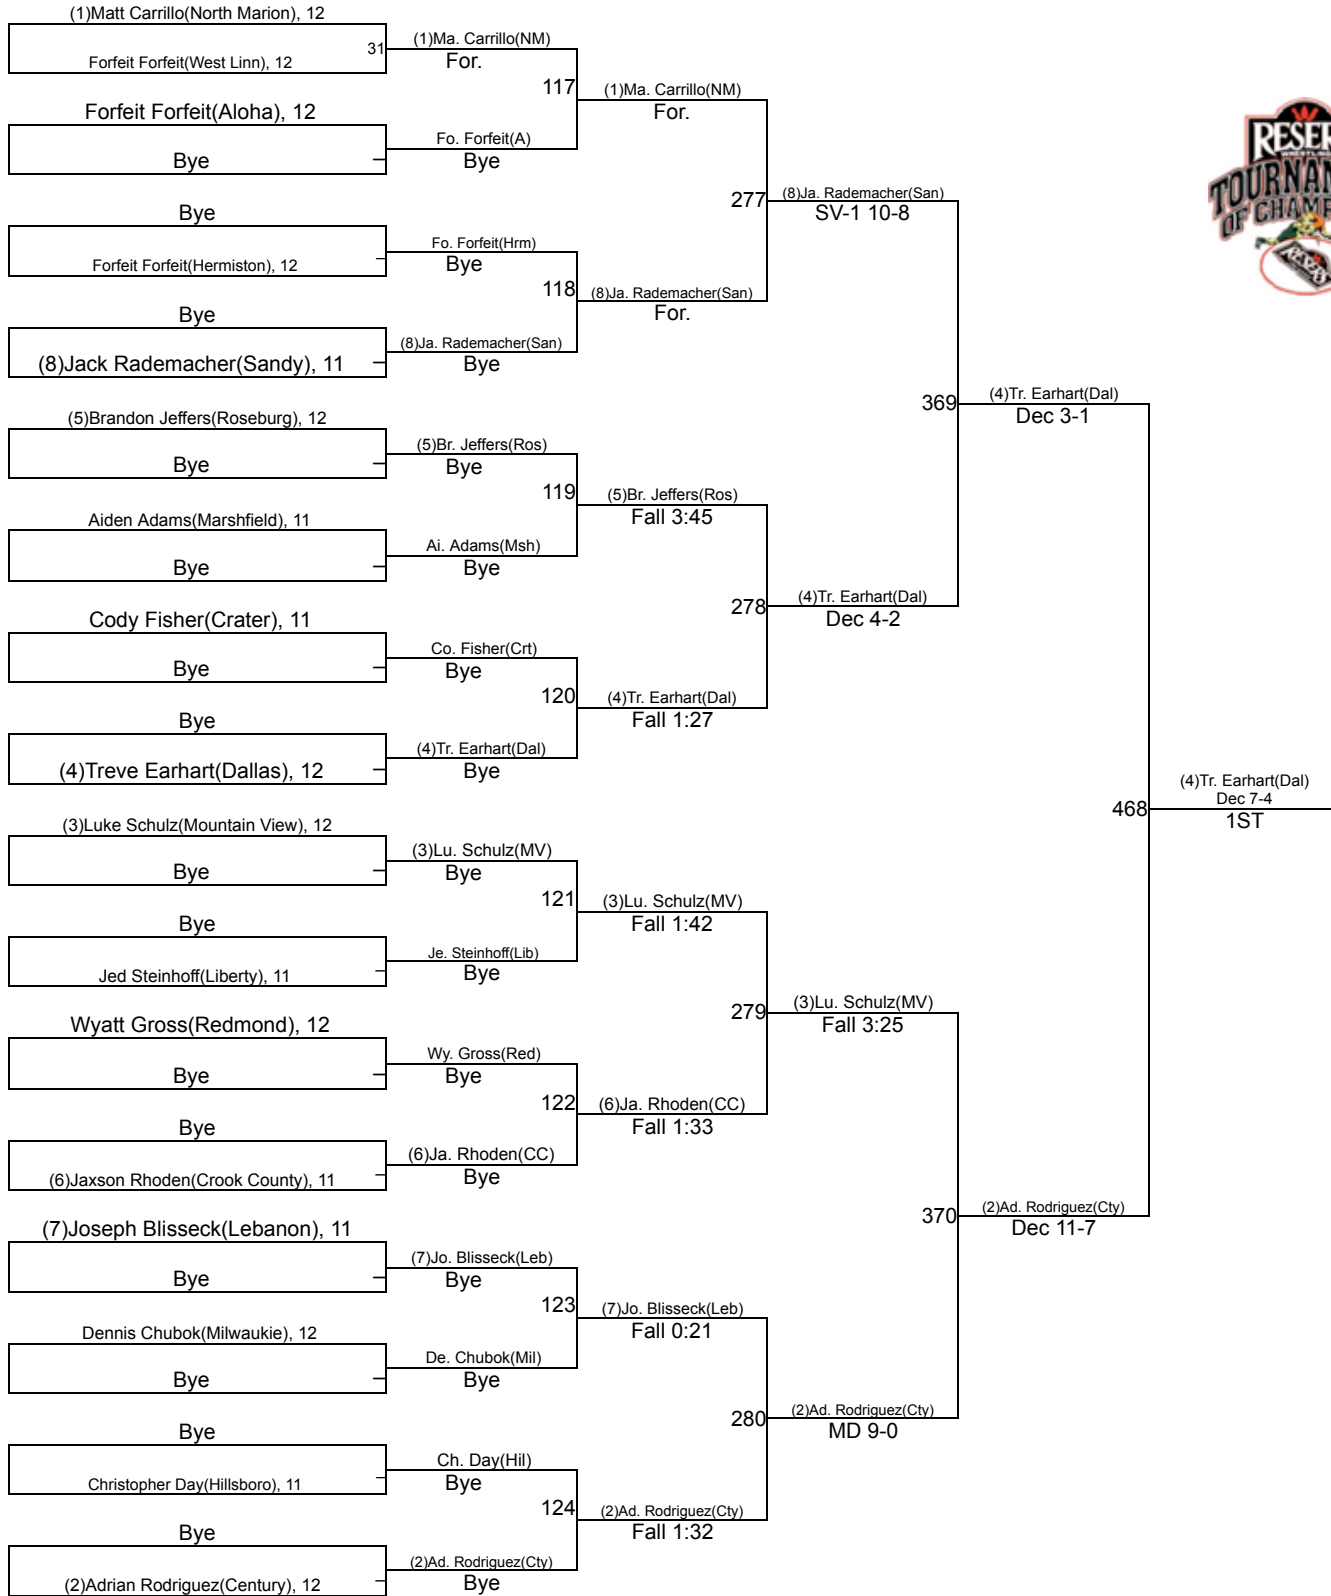 (1)Matt Carrillo(North Marion), 12
Forfeit Forfeit(West Linn), 12
Forfeit Forfeit(Aloha), 12
Bye
Bye
Forfeit Forfeit(Hermiston), 12
Bye
(8)Jack Rademacher(Sandy), 11
(5)Brandon Jeffers(Roseburg), 12
Bye
Aiden Adams(Marshfield), 11
Bye
Cody Fisher(Crater), 11
Bye
Bye
(4)Treve Earhart(Dallas), 12
(3)Luke Schulz(Mountain View), 12
Bye
Bye
Jed Steinhoff(Liberty), 11
Wyatt Gross(Redmond), 12
Bye
Bye
(6)Jaxson Rhoden(Crook County), 11
(7)Joseph Blisseck(Lebanon), 11
Bye
Dennis Chubok(Milwaukie), 12
Bye
Bye
Christopher Day(Hillsboro), 11
Bye
(2)Adrian Rodriguez(Century), 12
31
(1)Ma. Carrillo(NM)
For.
117
Fo. Forfeit(A)
Bye
Fo. Forfeit(Hrm)
Bye
118
(8)Ja. Rademacher(San)
Bye
(5)Br. Jeffers(Ros)
Bye
119
Ai. Adams(Msh)
Bye
Co. Fisher(Crt)
Bye
120
(4)Tr. Earhart(Dal)
Bye
(3)Lu. Schulz(MV)
Bye
121
Je. Steinhoff(Lib)
Bye
Wy. Gross(Red)
Bye
122
(6)Ja. Rhoden(CC)
Bye
(7)Jo. Blisseck(Leb)
Bye
123
De. Chubok(Mil)
Bye
Ch. Day(Hil)
Bye
124
(2)Ad. Rodriguez(Cty)
Bye
(1)Ma. Carrillo(NM)
For.
277
(8)Ja. Rademacher(San)
For.
(5)Br. Jeffers(Ros)
Fall 3:45
278
(4)Tr. Earhart(Dal)
Fall 1:27
(3)Lu. Schulz(MV)
Fall 1:42
279
(6)Ja. Rhoden(CC)
Fall 1:33
(7)Jo. Blisseck(Leb)
Fall 0:21
280
(2)Ad. Rodriguez(Cty)
Fall 1:32
(8)Ja. Rademacher(San)
SV-1 10-8
369
(4)Tr. Earhart(Dal)
Dec 4-2
(3)Lu. Schulz(MV)
Fall 3:25
370
(2)Ad. Rodriguez(Cty)
MD 9-0
(4)Tr. Earhart(Dal)
Dec 3-1
468
(2)Ad. Rodriguez(Cty)
Dec 11-7
(4)Tr. Earhart(Dal)
Dec 7-4
1ST
RESER
TOURNAM
OF CHAMP